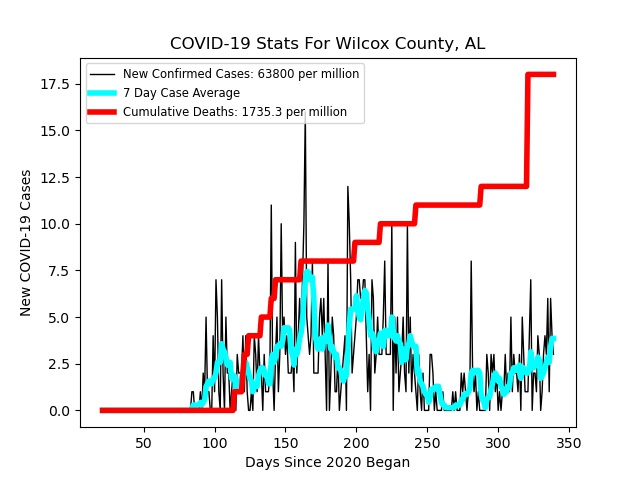 COVID-19 Stats For Wilcox County, AL
New Confirmed Cases: 63800 per million
7 Day Case Average
Cumulative Deaths: 1735.3 per million
New COVID-19 Cases
17.5
15.0
12.5
10.0
7.5
5.0
2.5
0.0
50 100 150 200 250 300 350
Days Since 2020 Began